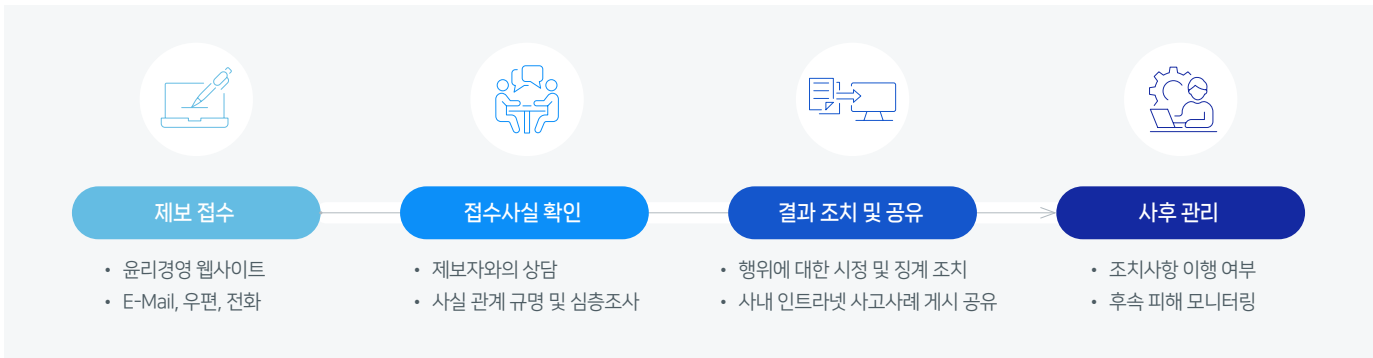 제보 접수
접수사실 확인
결과 조치 및 공유
사후 관리
• 윤리경영 웹사이트
• E-Mail, 우편, 전화
• 제보자와의 상담
• 사실 관계 규명 및 심층조사
• 행위에 대한 시정 및 징계 조치
• 사내 인트라넷 사고사례 게시 공유
• 조치사항 이행 여부
• 후속 피해 모니터링